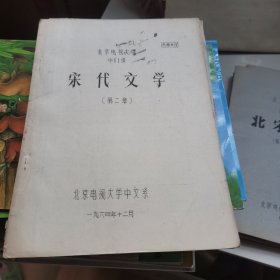 北京电视大学
宋代文学
（第二章）
北京电视大学中文系
一九六四年十二月
北京